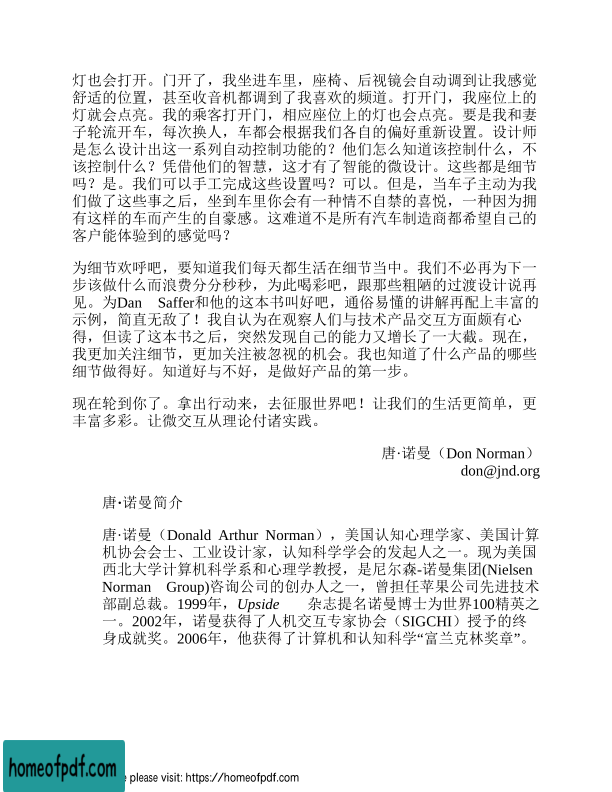 灯也会打开。门开了，我坐进车里，座椅、后视镜会自动调到让我感觉
舒适的位置，甚至收音机都调到了我喜欢的频道。打开门，我座位上的
灯就会点亮。我的乘客打开门，相应座位上的灯也会点亮。要是我和妻
子轮流开车，每次换人，车都会根据我们各自的偏好重新设置。设计师
是怎么设计出这一系列自动控制功能的？他们怎么知道该控制什么，不
该控制什么？凭借他们的智慧，这才有了智能的微设计。这些都是细节
吗？是。我们可以手工完成这些设置吗？可以。但是，当车子主动为我
们做了这些事之后，坐到车里你会有一种情不自禁的喜悦，一种因为拥
有这样的车而产生的自豪感。这难道不是所有汽车制造商都希望自己的
客户能体验到的感觉吗？
为细节欢呼吧，要知道我们每天都生活在细节当中。我们不必再为下一
步该做什么而浪费分分秒秒，为此喝彩吧，跟那些粗陋的过渡设计说再
见。为Dan Saffer和他的这本书叫好吧，通俗易懂的讲解再配上丰富的
示例，简直无敌了！我自认为在观察人们与技术产品交互方面颇有心
得，但读了这本书之后，突然发现自己的能力又增长了一大截。现在，
我更加关注细节，更加关注被忽视的机会。我也知道了什么产品的哪些
细节做得好。知道好与不好，是做好产品的第一步。
现在轮到你了。拿出行动来，去征服世界吧！让我们的生活更简单，更
丰富多彩。让微交互从理论付诸实践。
唐·诺曼（Don Norman）
don@jnd.org
唐·诺曼简介
唐·诺曼（Donald Arthur Norman），美国认知心理学家、美国计算
机协会会士、工业设计家，认知科学学会的发起人之一。现为美国
西北大学计算机科学系和心理学教授，是尼尔森-诺曼集团(Nielsen
Norman Group)咨询公司的创办人之一，曾担任苹果公司先进技术
部副总裁。1999年，Upside 杂志提名诺曼博士为世界100精英之
一。2002年，诺曼获得了人机交互专家协会（SIGCHI）授予的终
身成就奖。2006年，他获得了计算机和认知科学“富兰克林奖章”。
homeofpdf.com
please visit: https://homeofpdf.com